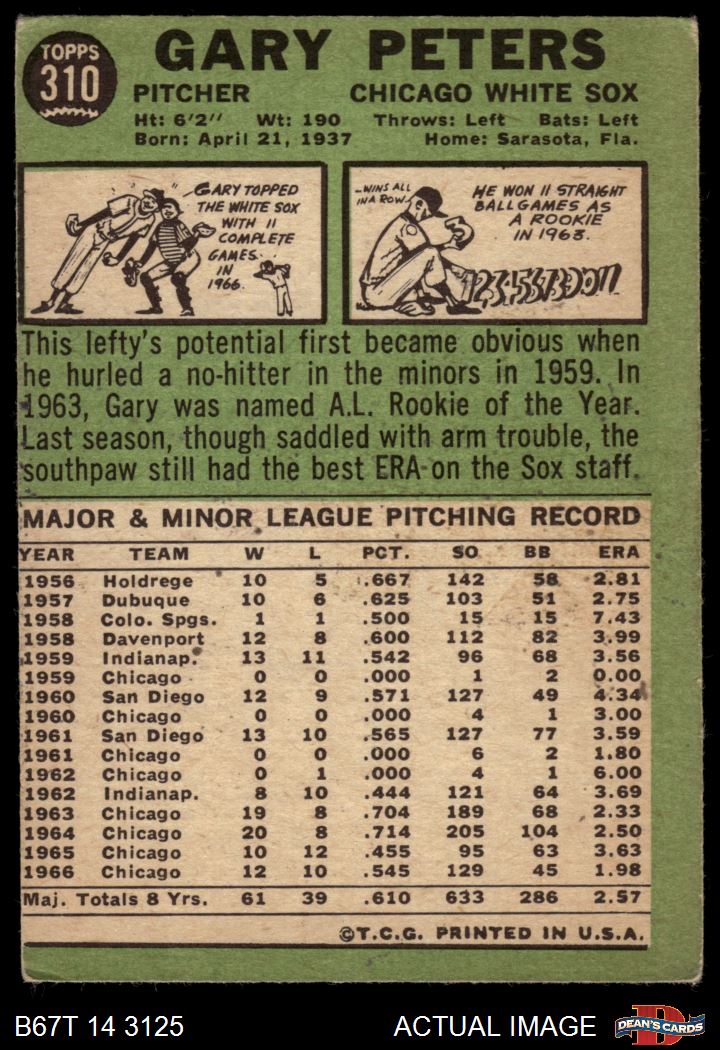 TOPPS
310
GARY PETERS
PITCHER CHICAGO WHITE SOX
Ht: 6'2" Wt: 190 Throws: Left Bats: Left
Born: April 21, 1937 Home: Sarasota, Fla.
GARY TOPPED
THE WHITE SOX
WITH 11
COMPLETE
GAMES
IN
1966.
-WINS ALL
IN A ROW
HE WON 11 STRAIGHT
BALLGAMES AS
A ROOKIE
IN 1963.
This lefty's potential first became obvious when
he hurled a no-hitter in the minors in 1959. In
1963, Gary was named A.L. Rookie of the Year.
Last season, though saddled with arm trouble, the
southpaw still had the best ERA on the Sox staff.
MAJOR & MINOR LEAGUE PITCHING RECORD
YEAR TEAM W L PCT. SO BB ERA
1956 Holdrege 10 5 .667 142 58 2.81
1957 Dubuque 10 6 .625 103 51 2.75
1958 Colo. Spgs. 1 1 .500 15 15 7.43
1958 Davenport 12 8 .600 112 82 3.99
1959 Indianap. 13 11 .542 96 68 3.56
1959 Chicago 0 0 .000 1 2 0.00
1960 San Diego 12 9 .571 127 49 4.34
1960 Chicago 0 0 .000 4 1 3.00
1961 San Diego 13 10 .565 127 77 3.59
1961 Chicago 0 0 .000 6 2 1.80
1962 Chicago 0 1 .000 4 1 6.00
1962 Indianap. 8 10 .444 121 64 3.69
1963 Chicago 19 8 .704 189 68 2.33
1964 Chicago 20 8 .714 205 104 2.50
1965 Chicago 10 12 .455 95 63 3.63
1966 Chicago 12 10 .545 129 45 1.98
Maj. Totals 8 Yrs. 61 39 .610 633 286 2.57
©T.C.G. PRINTED IN U.S.A.
B67T 14 3125 ACTUAL IMAGE DEAN'S CARDS